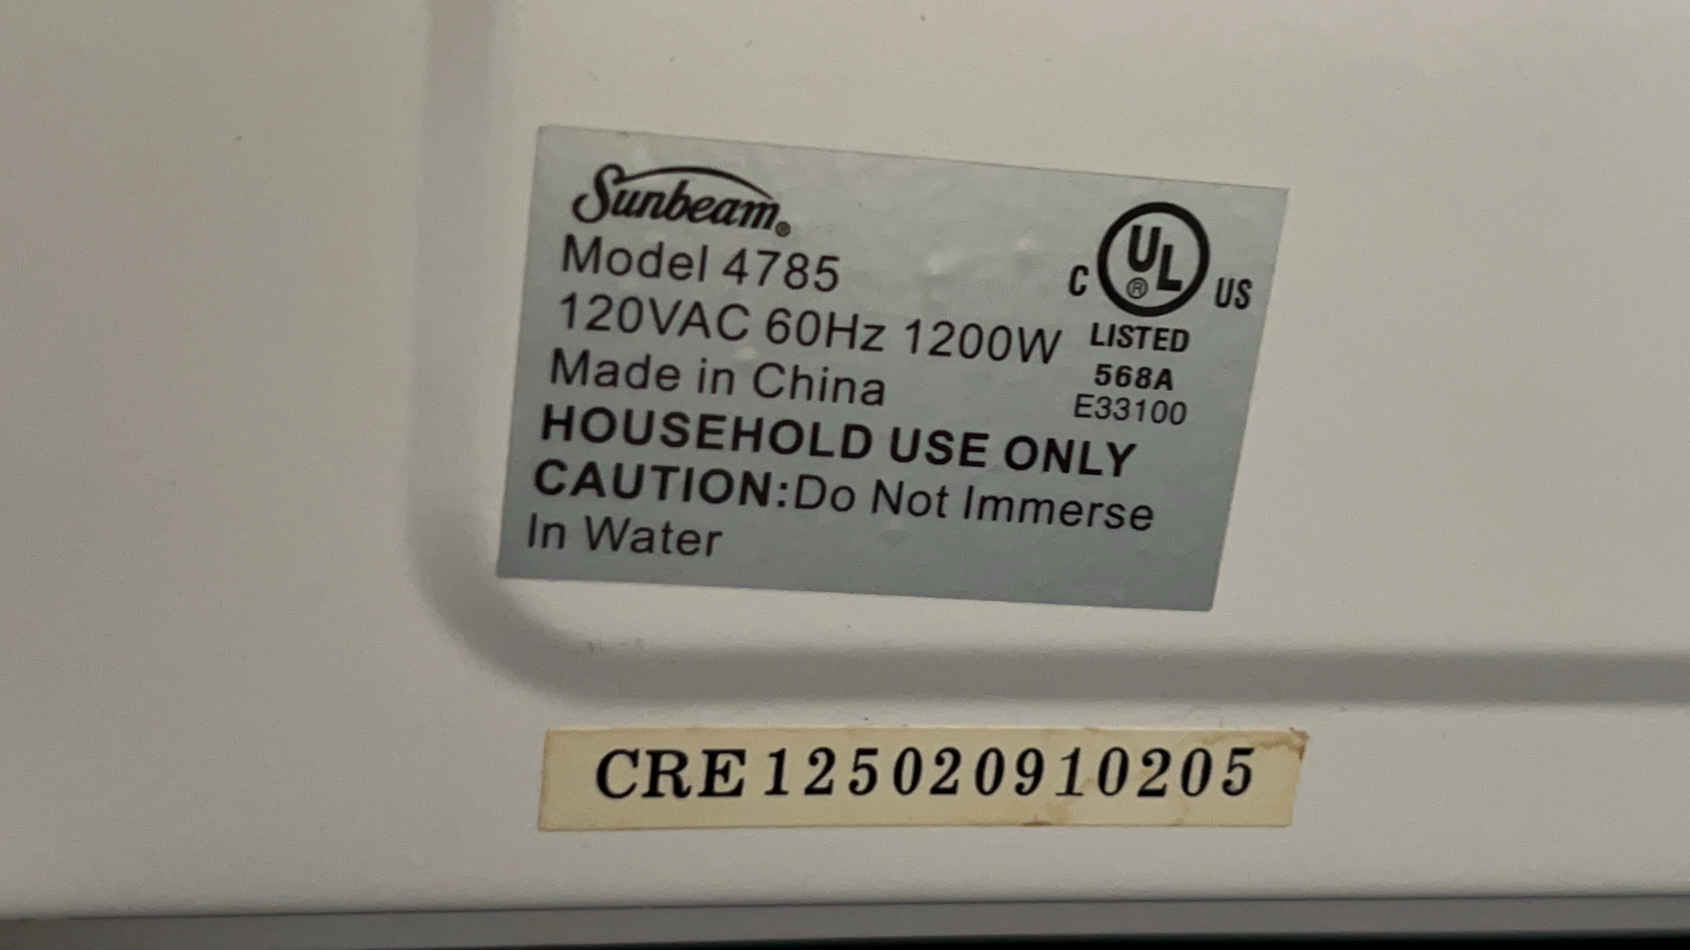 Sunbeam®
Model 4785
120VAC 60Hz 1200W
Made in China
HOUSEHOLD USE ONLY
CAUTION:Do Not Immerse
In Water
C UL® US
LISTED
568A
E33100
CRE125020910205